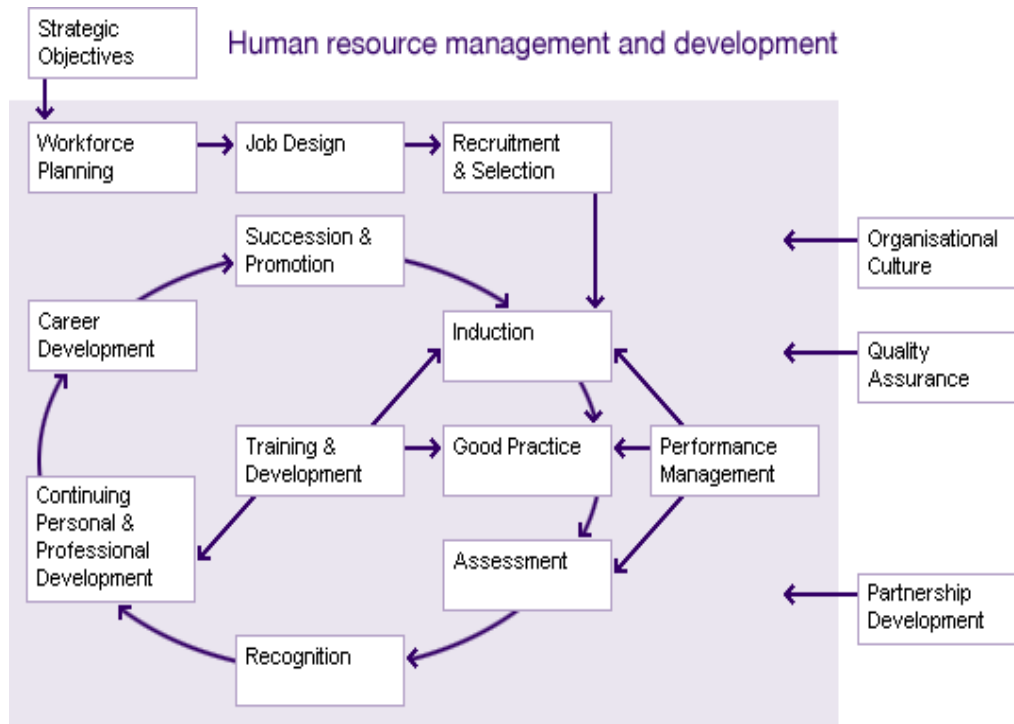 Strategic
Objectives
Human resource management and development
Workforce
Planning
Job Design
Recruitment
& Selection
Succession &
Promotion
Organisational
Culture
Career
Development
Induction
Quality
Assurance
Training &
Development
Good Practice
Performance
Management
Continuing
Personal &
Professional
Development
Assessment
Partnership
Development
Recognition